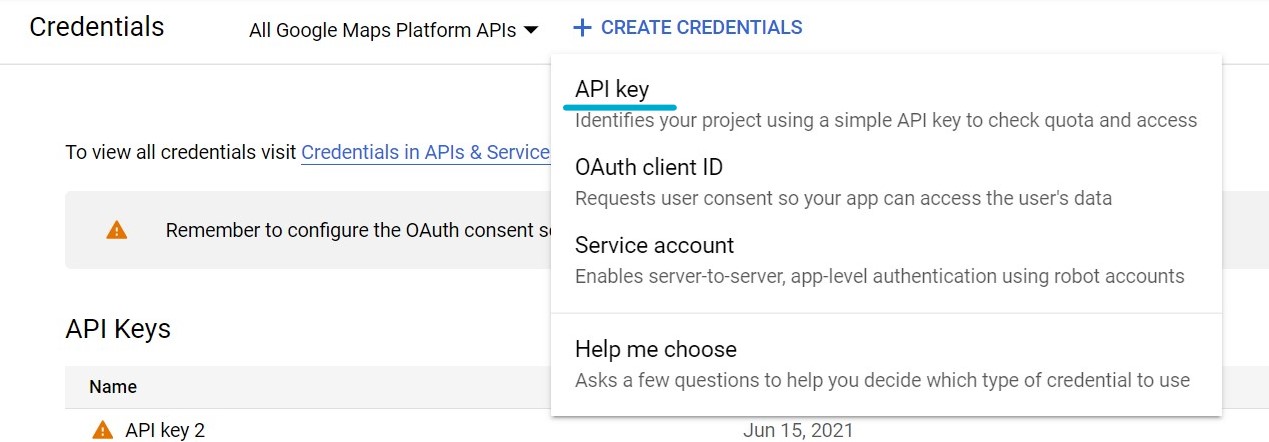 Credentials
All Google Maps Platform APIs
+ CREATE CREDENTIALS
API key
Identifies your project using a simple API key to check quota and access
To view all credentials visit Credentials in APIs & Service
OAuth client ID
Requests user consent so your app can access the user's data
Remember to configure the OAuth consent
Service account
Enables server-to-server, app-level authentication using robot accounts
API Keys
Help me choose
Asks a few questions to help you decide which type of credential to use
Name
API key 2
Jun 15, 2021